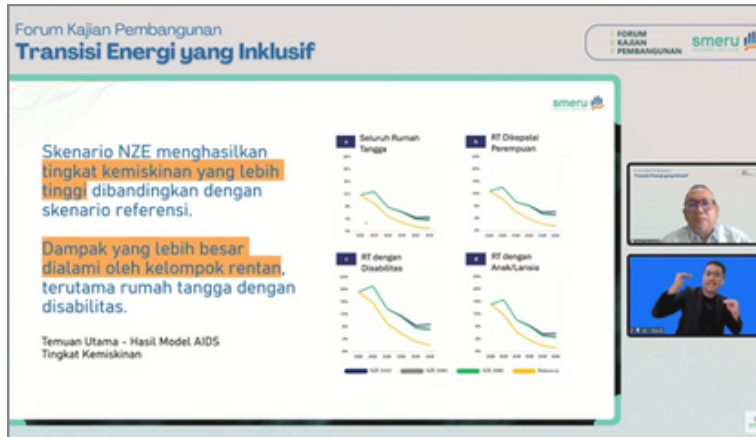 Forum Kajian Pembangunan
Transisi Energi yang Inklusif
FORUM
KAJIAN
PEMBANGUNAN
smeru
smeru
Skenario NZE menghasilkan
tingkat kemiskinan yang lebih
tinggi dibandingkan dengan
skenario referensi.
Dampak yang lebih besar
dialami oleh kelompok rentan,
terutama rumah tangga dengan
disabilitas.
Temuan Utama - Hasil Model AIDS
Tingkat Kemiskinan
Seluruh Rumah
Tangga
RT Dikepalai
Perempuan
RT dengan
Disabilitas
RT dengan
Anak/Lansia